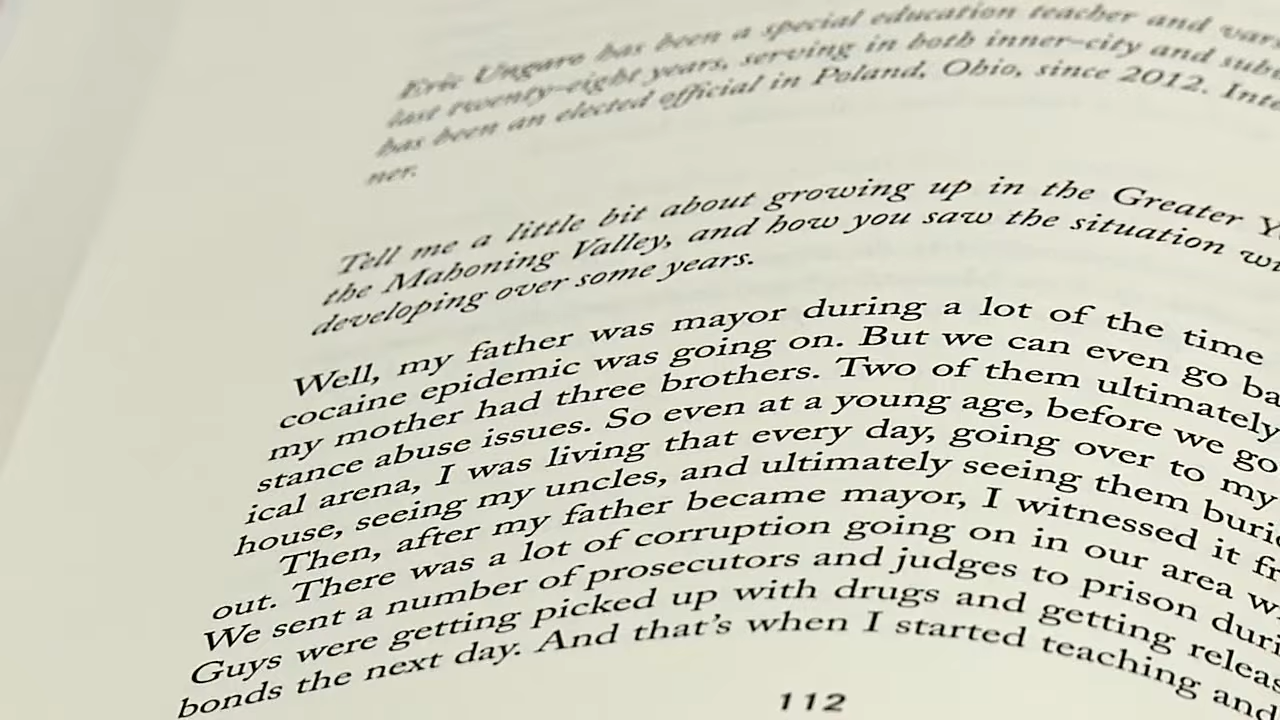 Eric Ungaro has been a special education teacher and
last twenty-eight years, serving in both inner-city and
has been an elected official in Poland, Ohio, since 2012.
ner.
Tell me a little bit about growing up in the Greater
the Mahoning Valley, and how you saw the situation
developing over some years.
Well, my father was mayor during a lot of the time
cocaine epidemic was going on. But we can even go
my mother had three brothers. Two of them ultimately
stance abuse issues. So even at a young age, before we go
ical arena, I was living that every day, going over to my
house, seeing my uncles, and ultimately seeing them
Then, after my father became mayor, I witnessed it
out. There was a lot of corruption going on in our area
We sent a number of prosecutors and judges to prison
Guys were getting picked up with drugs and getting
bonds the next day. And that's when I started teaching and
112